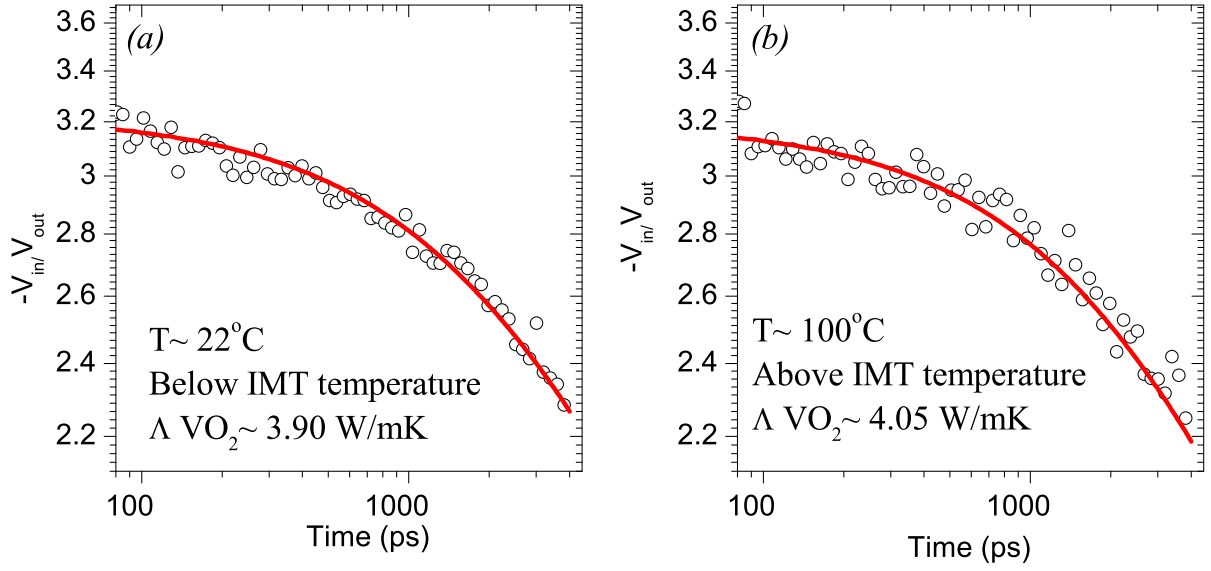 (a)
3.6
3.4
3.2
3
2.8
2.6
2.4
2.2
-V_in/V_out
T~ 22°C
Below IMT temperature
Λ VO₂~ 3.90 W/mK
100
1000
Time (ps)
(b)
3.6
3.4
3.2
3
2.8
2.6
2.4
2.2
-V_in/V_out
T~ 100°C
Above IMT temperature
Λ VO₂~ 4.05 W/mK
100
1000
Time (ps)